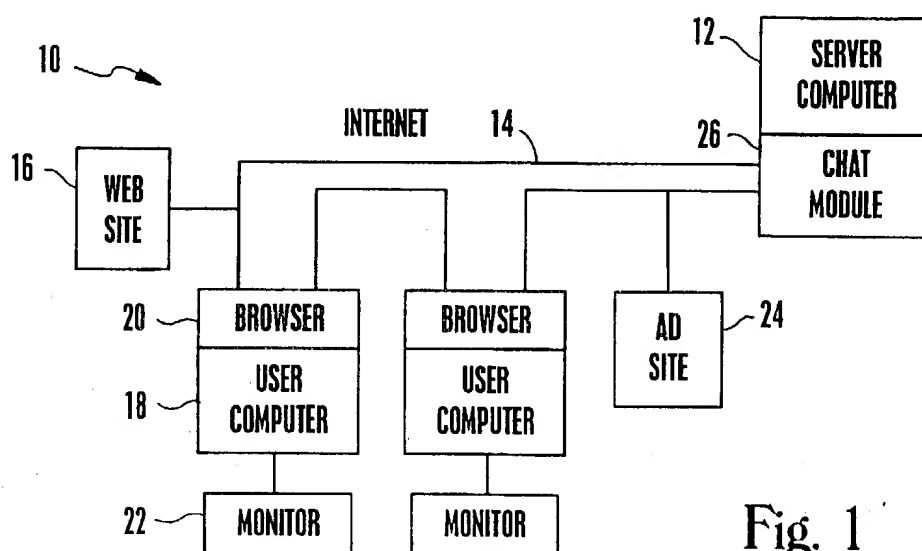 10
12
SERVER
COMPUTER
INTERNET
14
26
CHAT
MODULE
16
WEB
SITE
20
BROWSER
BROWSER
AD
SITE
24
18
USER
COMPUTER
USER
COMPUTER
22
MONITOR
MONITOR
Fig. 1